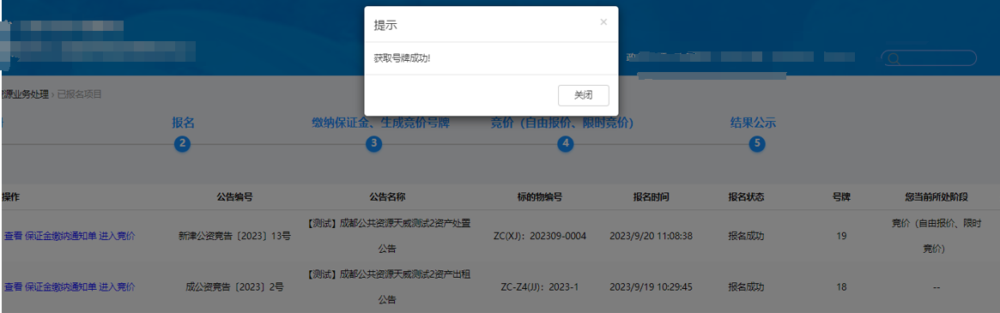 提示
×
获取号牌成功!
关闭
源业务处理 › 已报名项目
报名
缴纳保证金、生成竞价号牌
竞价（自由报价、限时竞价）
结果公示
2
3
4
5
操作 公告编号 公告名称 标的物编号 报名时间 报名状态 号牌 您当前所处阶段
查看 保证金缴纳通知单 进入竞价 新津公资竞告〔2023〕13号 【测试】成都公共资源天威测试2资产处置 ZC(XJ)：202309-0004 2023/9/20 11:08:38 报名成功 19 竞价（自由报价、限时
公告 竞价）
查看 保证金缴纳通知单 进入竞价 成公资竞告〔2023〕2号 【测试】成都公共资源天威测试2资产出租 ZC-Z4(JJ)：2023-1 2023/9/19 10:29:45 报名成功 18 --
公告